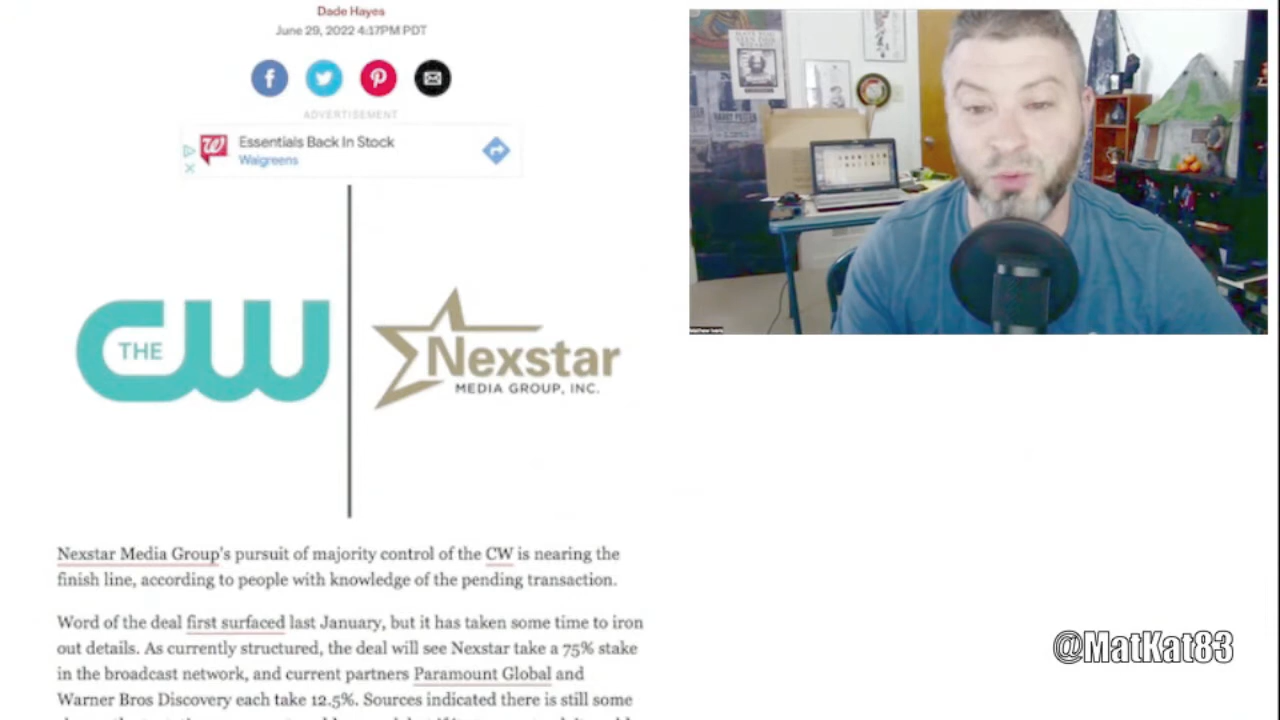 Dade Hayes
June 29, 2022 4:17PM PDT
ADVERTISEMENT
Essentials Back In Stock
Walgreens
THE CW
Nexstar
MEDIA GROUP, INC.
Nexstar Media Group's pursuit of majority control of the CW is nearing the
finish line, according to people with knowledge of the pending transaction.
Word of the deal first surfaced last January, but it has taken some time to iron
out details. As currently structured, the deal will see Nexstar take a 75% stake
in the broadcast network, and current partners Paramount Global and
Warner Bros Discovery each take 12.5%. Sources indicated there is still some
@MatKat83